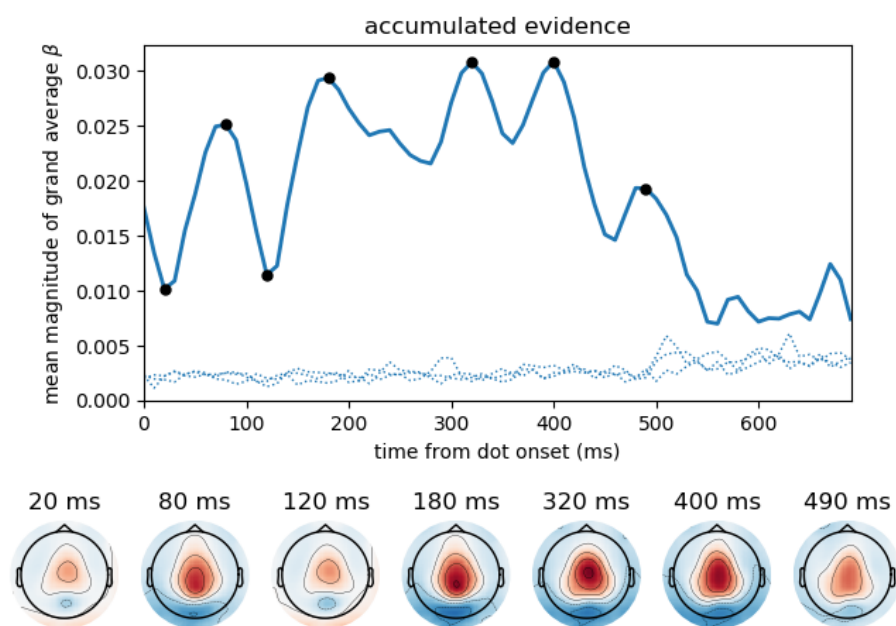 accumulated evidence
mean magnitude of grand average β
0.030
0.025
0.020
0.015
0.010
0.005
0.000
0 100 200 300 400 500 600
time from dot onset (ms)
20 ms 80 ms 120 ms 180 ms 320 ms 400 ms 490 ms